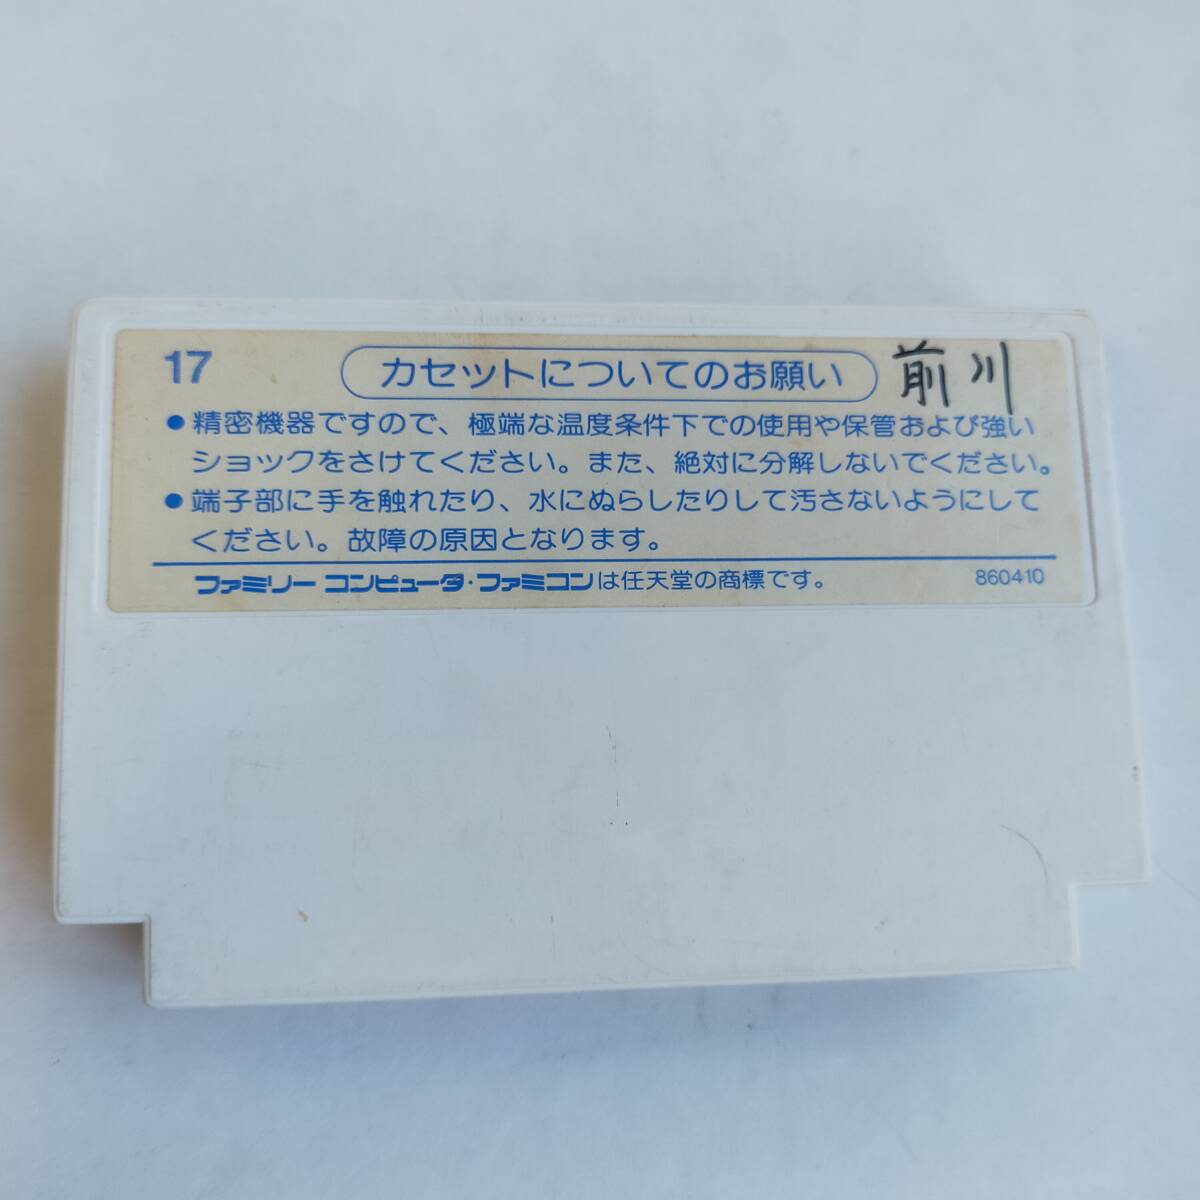 17
カセットについてのお願い 前川
●精密機器ですので、極端な温度条件下での使用や保管および強い
ショックをさけてください。また、絶対に分解しないでください。
●端子部に手を触れたり、水にぬらしたりして汚さないようにして
ください。故障の原因となります。
ファミリーコンピュータ・ファミコンは任天堂の商標です。 860410